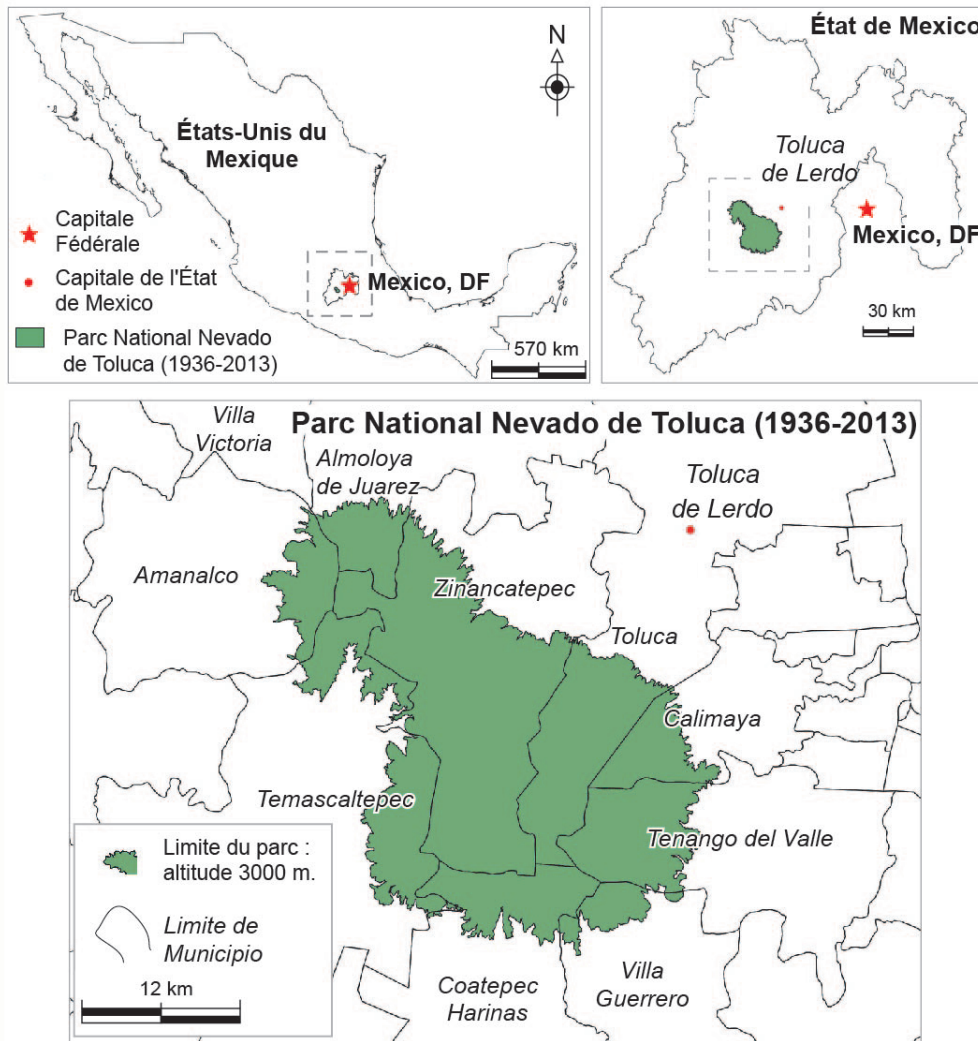 N
États-Unis du
Mexique
Capitale
Fédérale
Capitale de l'État
de Mexico
Parc National Nevado
de Toluca (1936-2013)
Mexico, DF
570 km
État de Mexico
Toluca
de Lerdo
Mexico, DF
30 km
Parc National Nevado de Toluca (1936-2013)
Villa
Victoria
Almoloya
de Juarez
Toluca
de Lerdo
Amanalco
Zinancatepec
Toluca
Calimaya
Temascaltepec
Tenango del Valle
Limite du parc :
altitude 3000 m.
Limite de
Municipio
12 km
Coatepec
Harinas
Villa
Guerrero